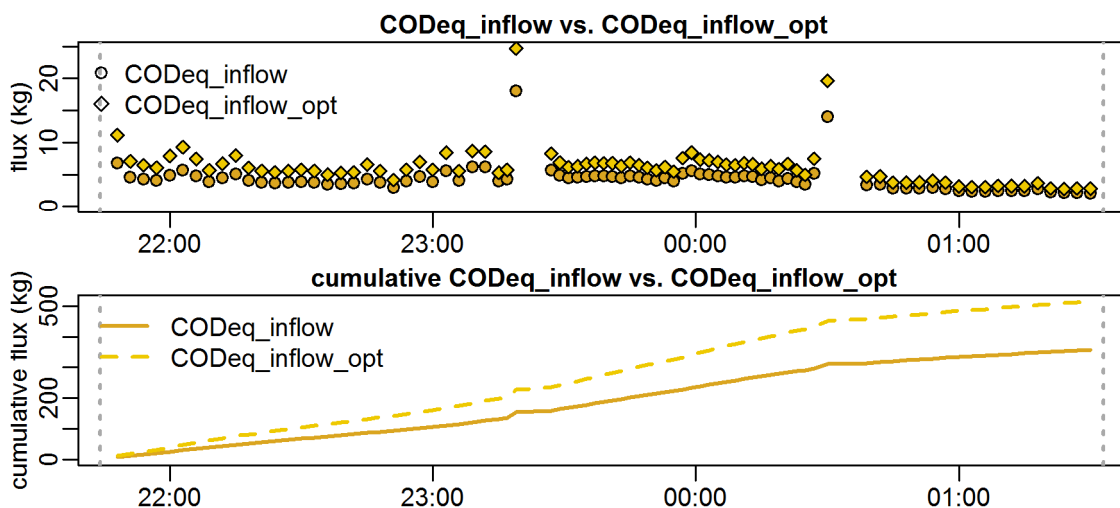 CODeq_inflow vs. CODeq_inflow_opt
flux (kg)
20
10
0
CODeq_inflow
CODeq_inflow_opt
22:00 23:00 00:00 01:00
cumulative CODeq_inflow vs. CODeq_inflow_opt
cumulative flux (kg)
500
200
0
CODeq_inflow
CODeq_inflow_opt
22:00 23:00 00:00 01:00